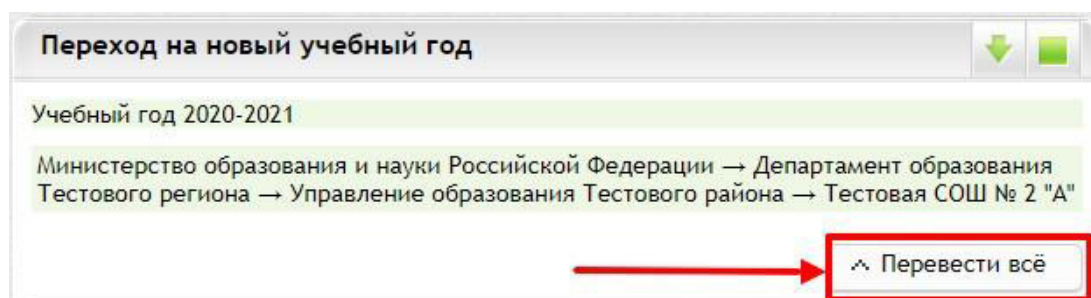 Переход на новый учебный год
Учебный год 2020-2021
Министерство образования и науки Российской Федерации → Департамент образования
Тестового региона → Управление образования Тестового района → Тестовая СОШ № 2 "А"
Перевести всё